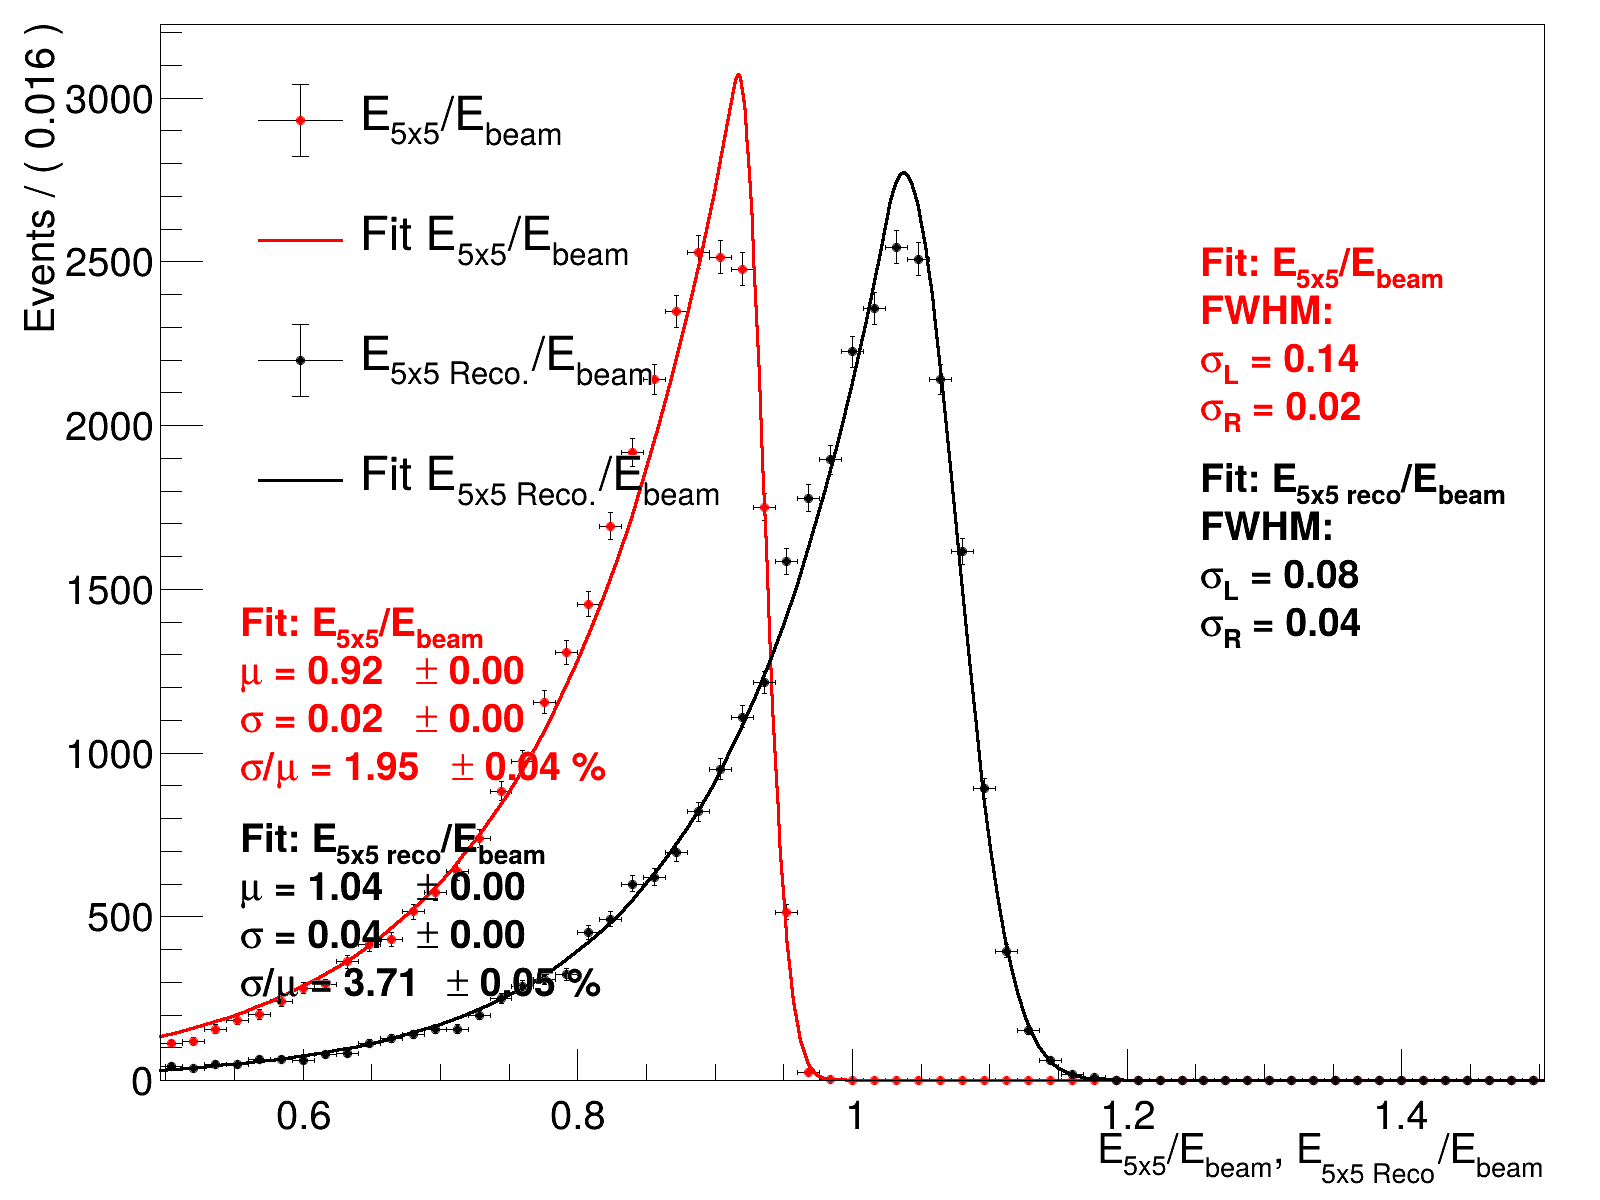 Events / ( 0.016 )
3000
2500
2000
1500
1000
500
0
E5x5/Ebeam
Fit E5x5/Ebeam
E5x5 Reco./Ebeam
Fit E5x5 Reco./Ebeam
Fit: E5x5/Ebeam
FWHM:
σL = 0.14
σR = 0.02
Fit: E5x5 reco/Ebeam
FWHM:
σL = 0.08
σR = 0.04
Fit: E5x5/Ebeam
μ = 0.92 ± 0.00
σ = 0.02 ± 0.00
σ/μ = 1.95 ± 0.04 %
Fit: E5x5 reco/Ebeam
μ = 1.04 ± 0.00
σ = 0.04 ± 0.00
σ/μ = 3.71 ± 0.05 %
0.6 0.8 1 1.2 1.4
E5x5/Ebeam, E5x5 Reco/Ebeam